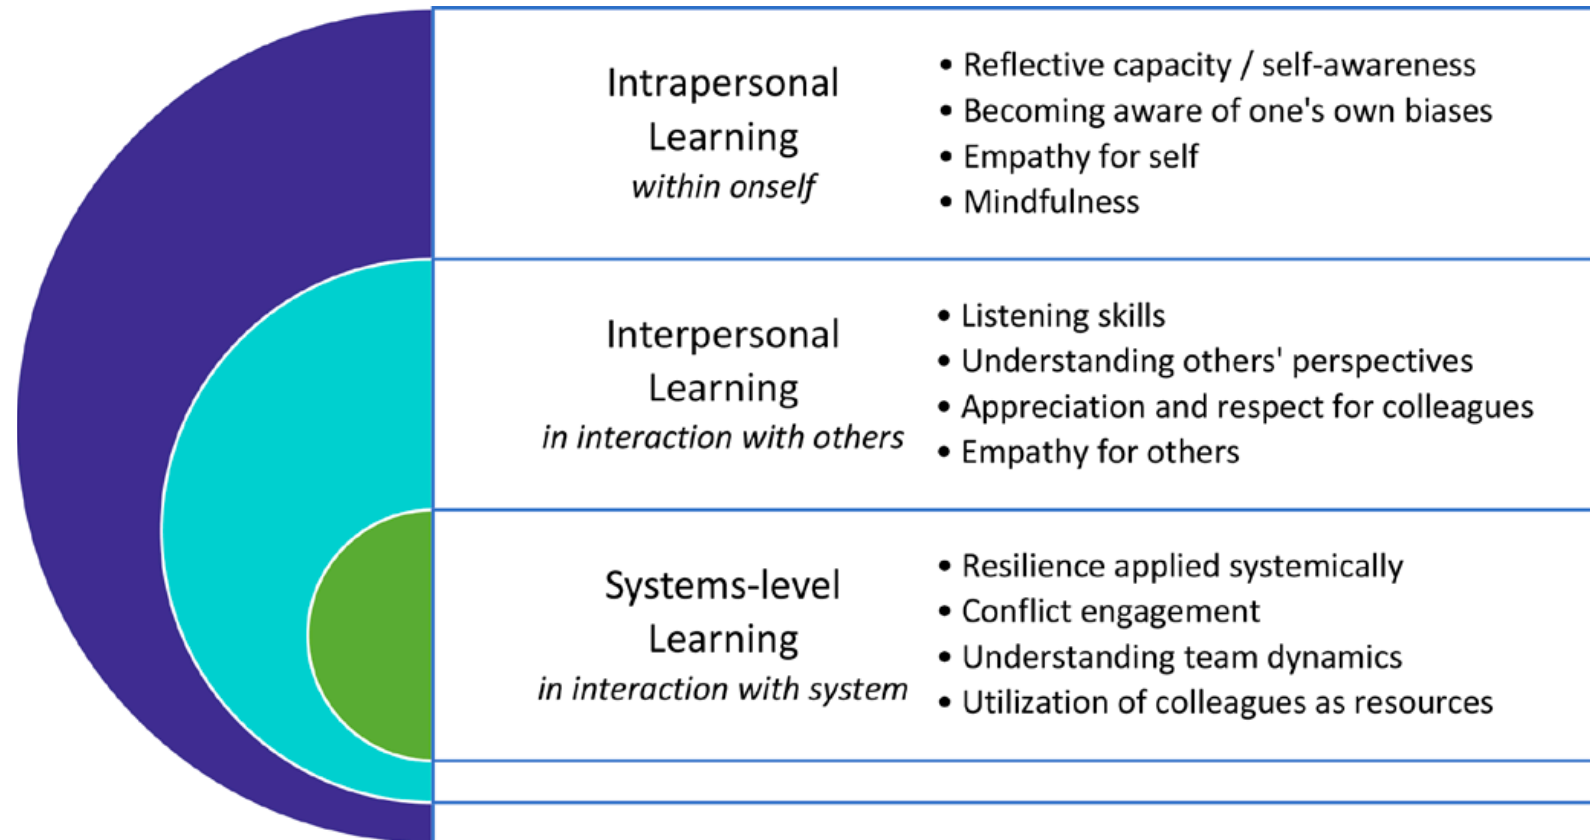 Intrapersonal
Learning
within onself
• Reflective capacity / self-awareness
• Becoming aware of one's own biases
• Empathy for self
• Mindfulness
Interpersonal
Learning
in interaction with others
• Listening skills
• Understanding others' perspectives
• Appreciation and respect for colleagues
• Empathy for others
Systems-level
Learning
in interaction with system
• Resilience applied systemically
• Conflict engagement
• Understanding team dynamics
• Utilization of colleagues as resources